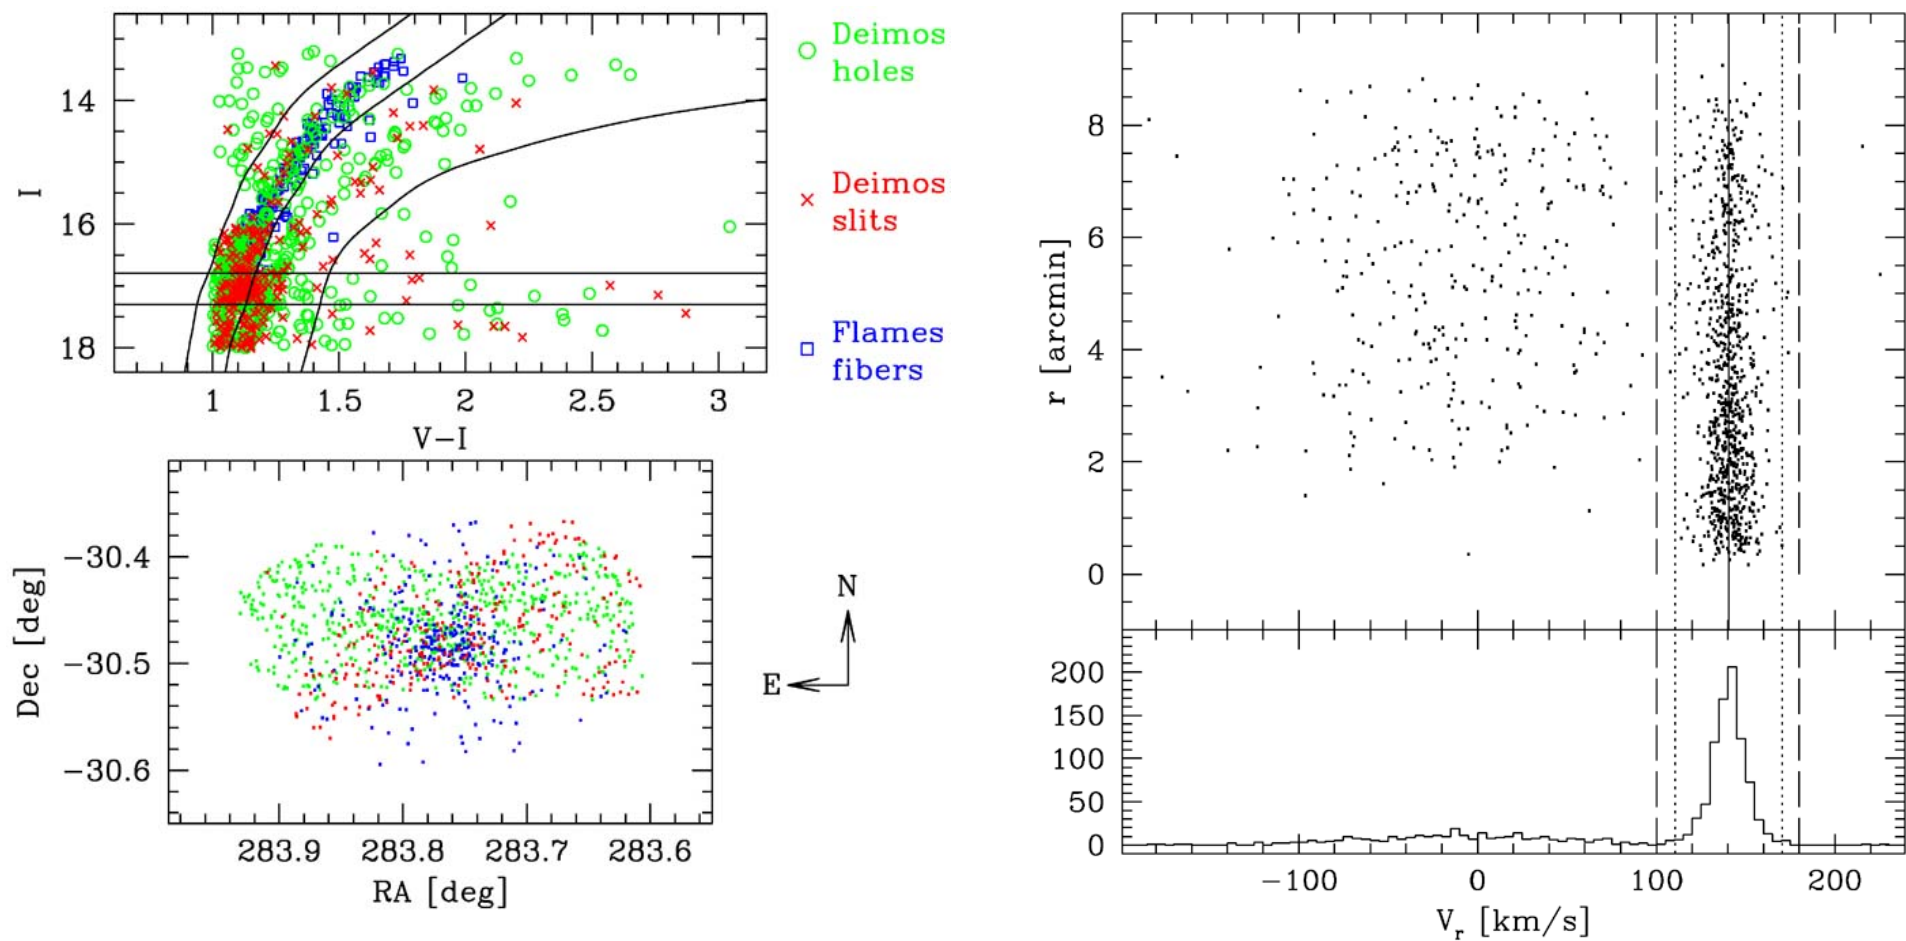 14
16
18
I
1
1.5
2
2.5
3
V−I
Deimos
holes
Deimos
slits
Flames
fibers
−30.4
−30.5
−30.6
Dec [deg]
283.9
283.8
283.7
283.6
RA [deg]
N
E
8
6
4
2
0
r [arcmin]
200
150
100
50
0
−100
0
100
200
Vr [km/s]